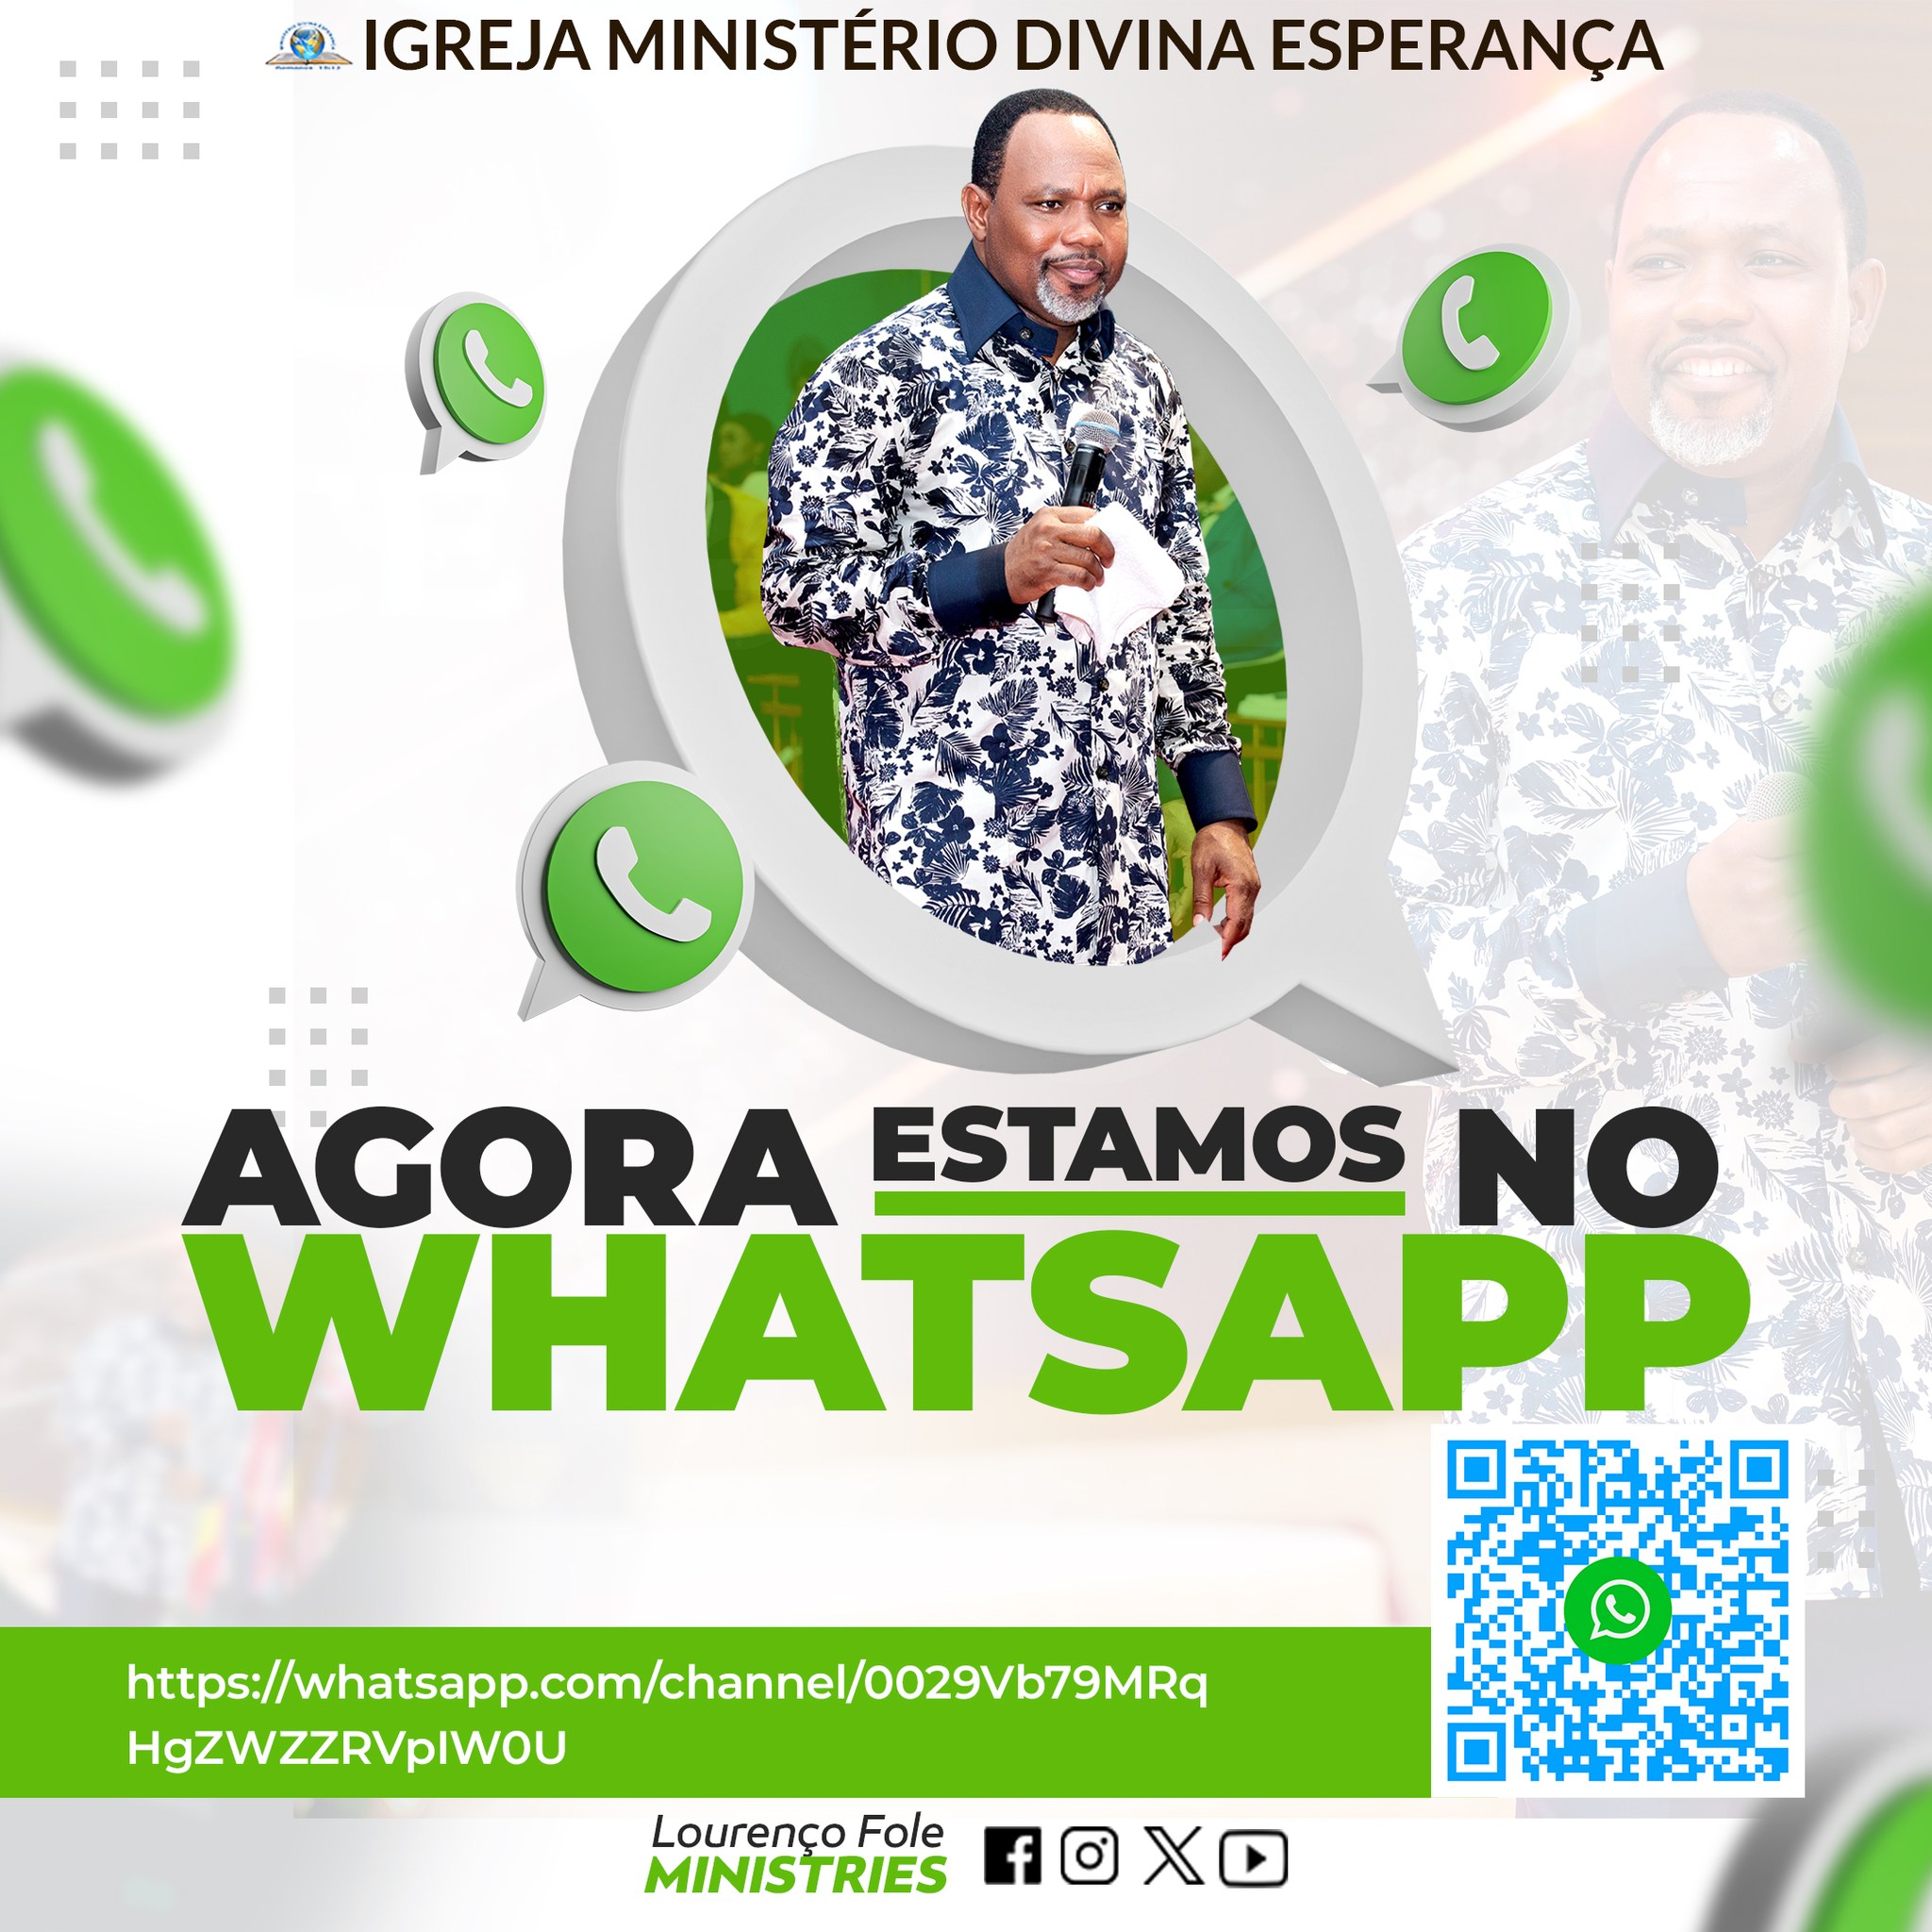 IGREJA MINISTÉRIO DIVINA ESPERANÇA
AGORA ESTAMOS NO
WHATSAPP
https://whatsapp.com/channel/0029Vb79MRq
HgZWZZRVpIW0U
Lourenço Fole
MINISTRIES